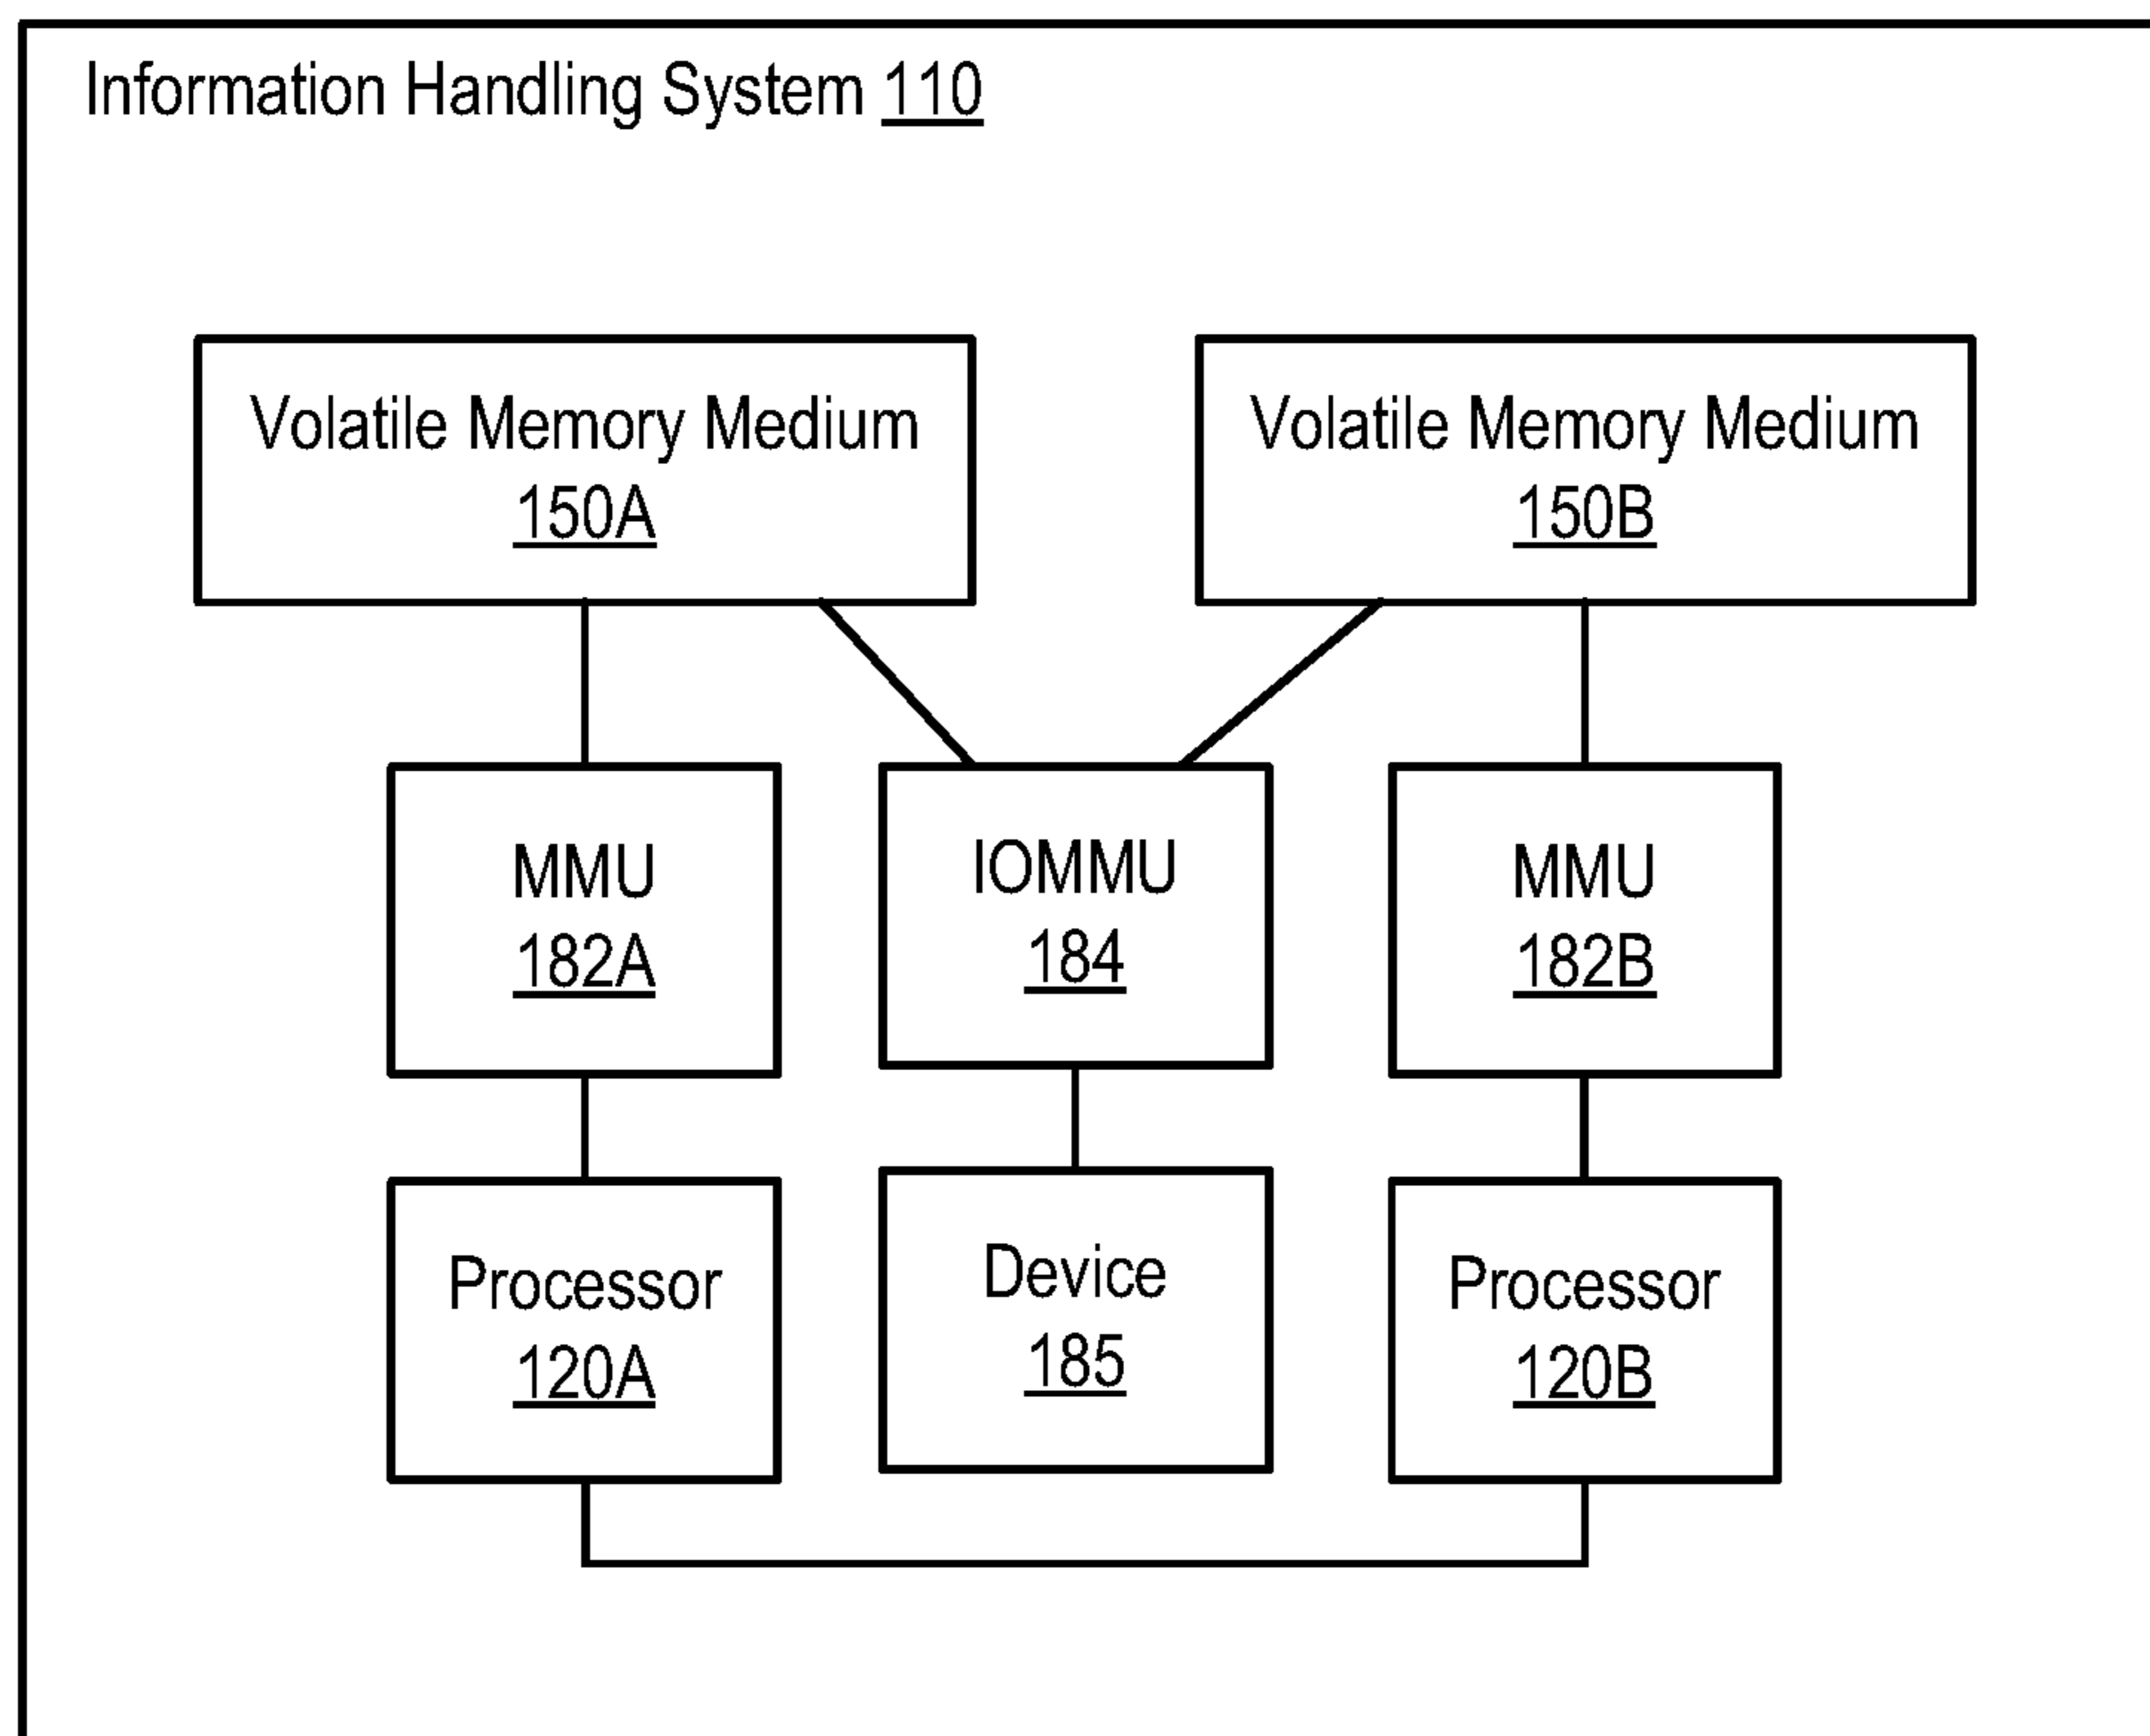 Information Handling System 110
Volatile Memory Medium
150A
Volatile Memory Medium
150B
MMU
182A
IOMMU
184
MMU
182B
Processor
120A
Device
185
Processor
120B